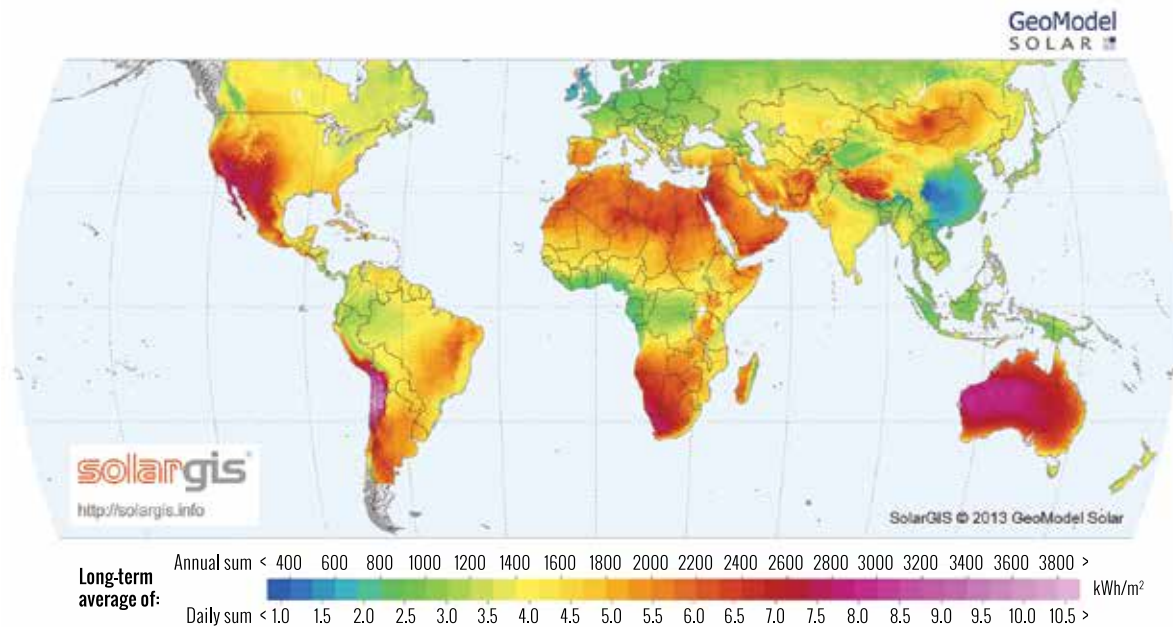 GeoModel
SOLAR
solargis
http://solargis.info
SolarGIS © 2013 GeoModel Solar
Long-term
average of:
Annual sum < 400 600 800 1000 1200 1400 1600 1800 2000 2200 2400 2600 2800 3000 3200 3400 3600 3800 >
kWh/m²
Daily sum < 1.0 1.5 2.0 2.5 3.0 3.5 4.0 4.5 5.0 5.5 6.0 6.5 7.0 7.5 8.0 8.5 9.0 9.5 10.0 10.5 >